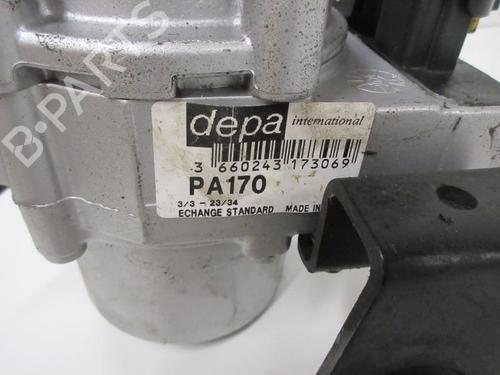 depa international
3 660243 173069
PA170
3/3 - 23/34
ECHANGE STANDARD MADE IN
B-PARTS